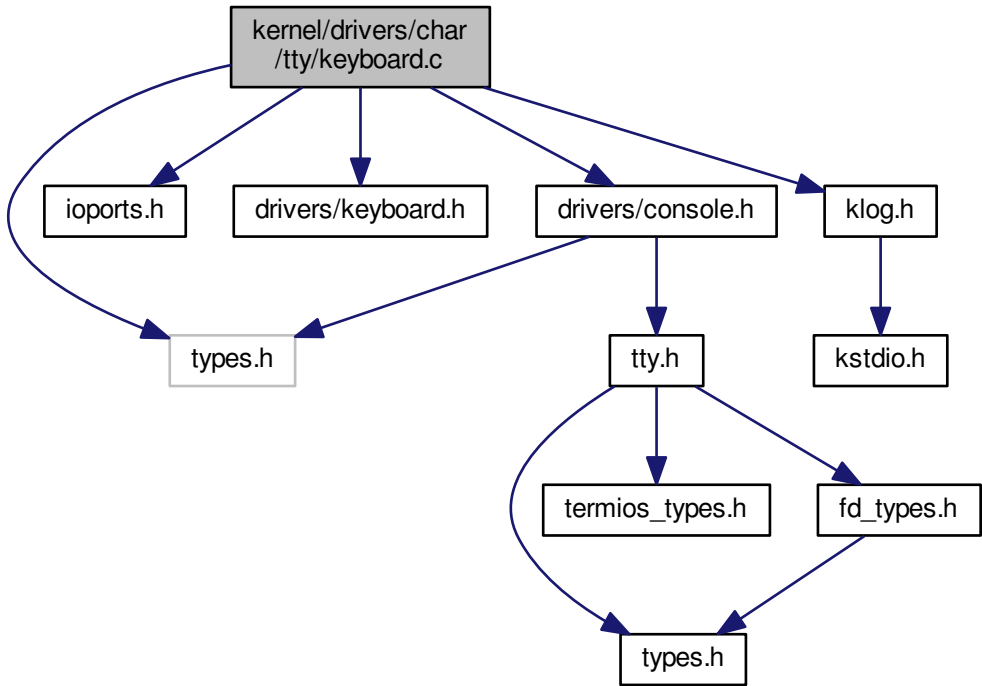 kernel/drivers/char
/tty/keyboard.c
ioports.h
drivers/keyboard.h
drivers/console.h
klog.h
types.h
tty.h
kstdio.h
termios_types.h
fd_types.h
types.h